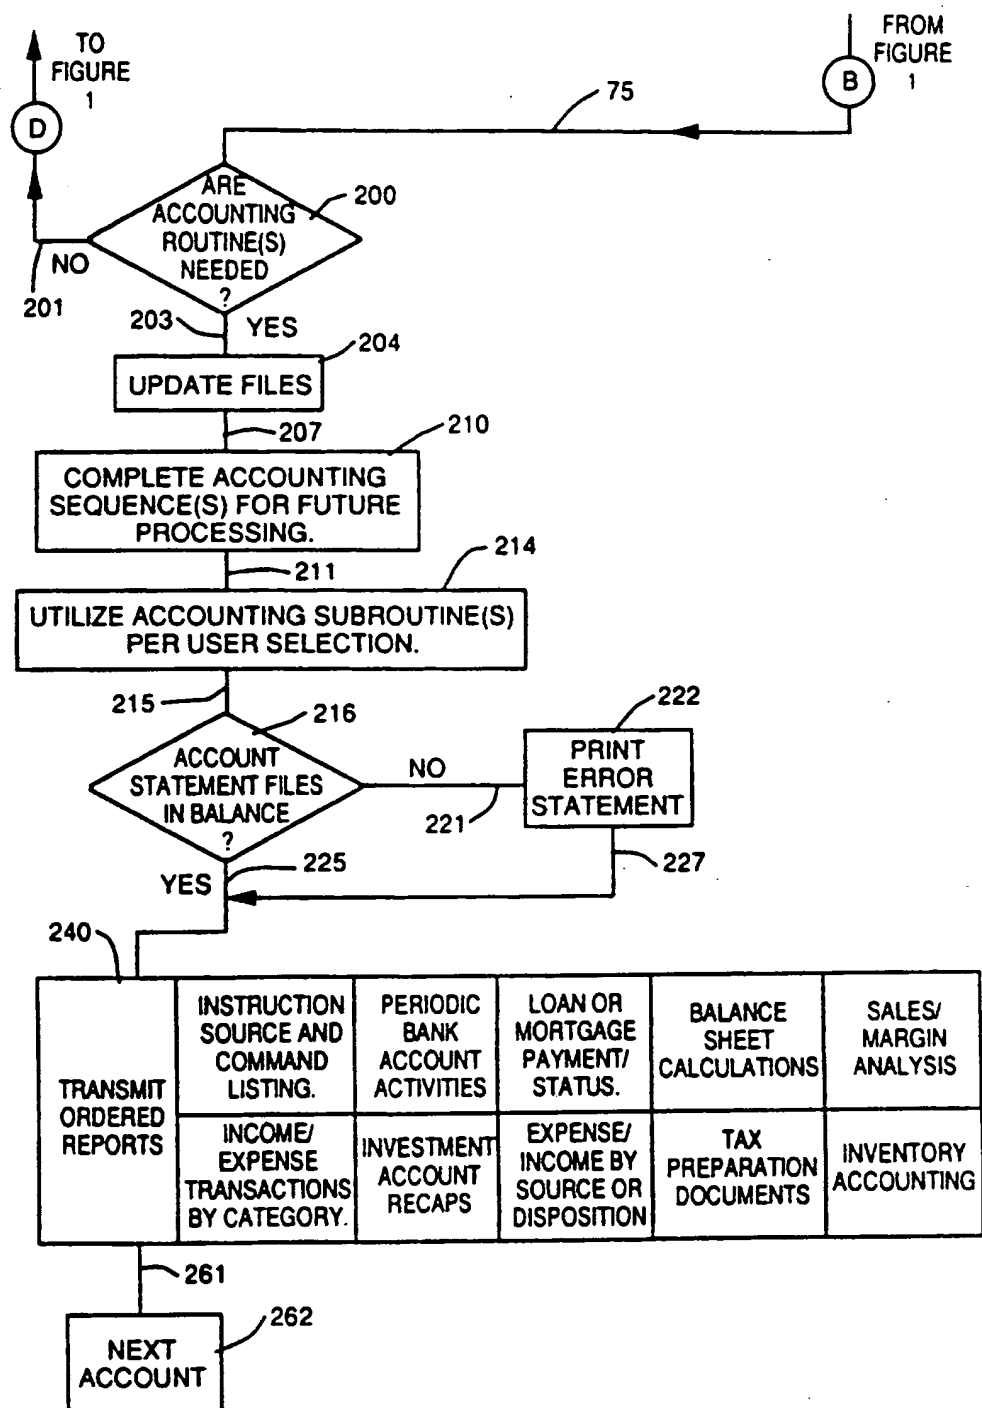 TO
FIGURE
1
D
FROM
FIGURE
1
B
75
ARE
ACCOUNTING
ROUTINE(S)
NEEDED
?
200
NO
201
203
YES
204
UPDATE FILES
207
210
COMPLETE ACCOUNTING
SEQUENCE(S) FOR FUTURE
PROCESSING.
211
214
UTILIZE ACCOUNTING SUBROUTINE(S)
PER USER SELECTION.
215
216
ACCOUNT
STATEMENT FILES
IN BALANCE
?
NO
221
222
PRINT
ERROR
STATEMENT
225
YES
227
240
TRANSMIT
ORDERED
REPORTS
INSTRUCTION
SOURCE AND
COMMAND
LISTING.
PERIODIC
BANK
ACCOUNT
ACTIVITIES
LOAN OR
MORTGAGE
PAYMENT/
STATUS.
BALANCE
SHEET
CALCULATIONS
SALES/
MARGIN
ANALYSIS
INCOME/
EXPENSE
TRANSACTIONS
BY CATEGORY.
INVESTMENT
ACCOUNT
RECAPS
EXPENSE/
INCOME BY
SOURCE OR
DISPOSITION
TAX
PREPARATION
DOCUMENTS
INVENTORY
ACCOUNTING
261
262
NEXT
ACCOUNT